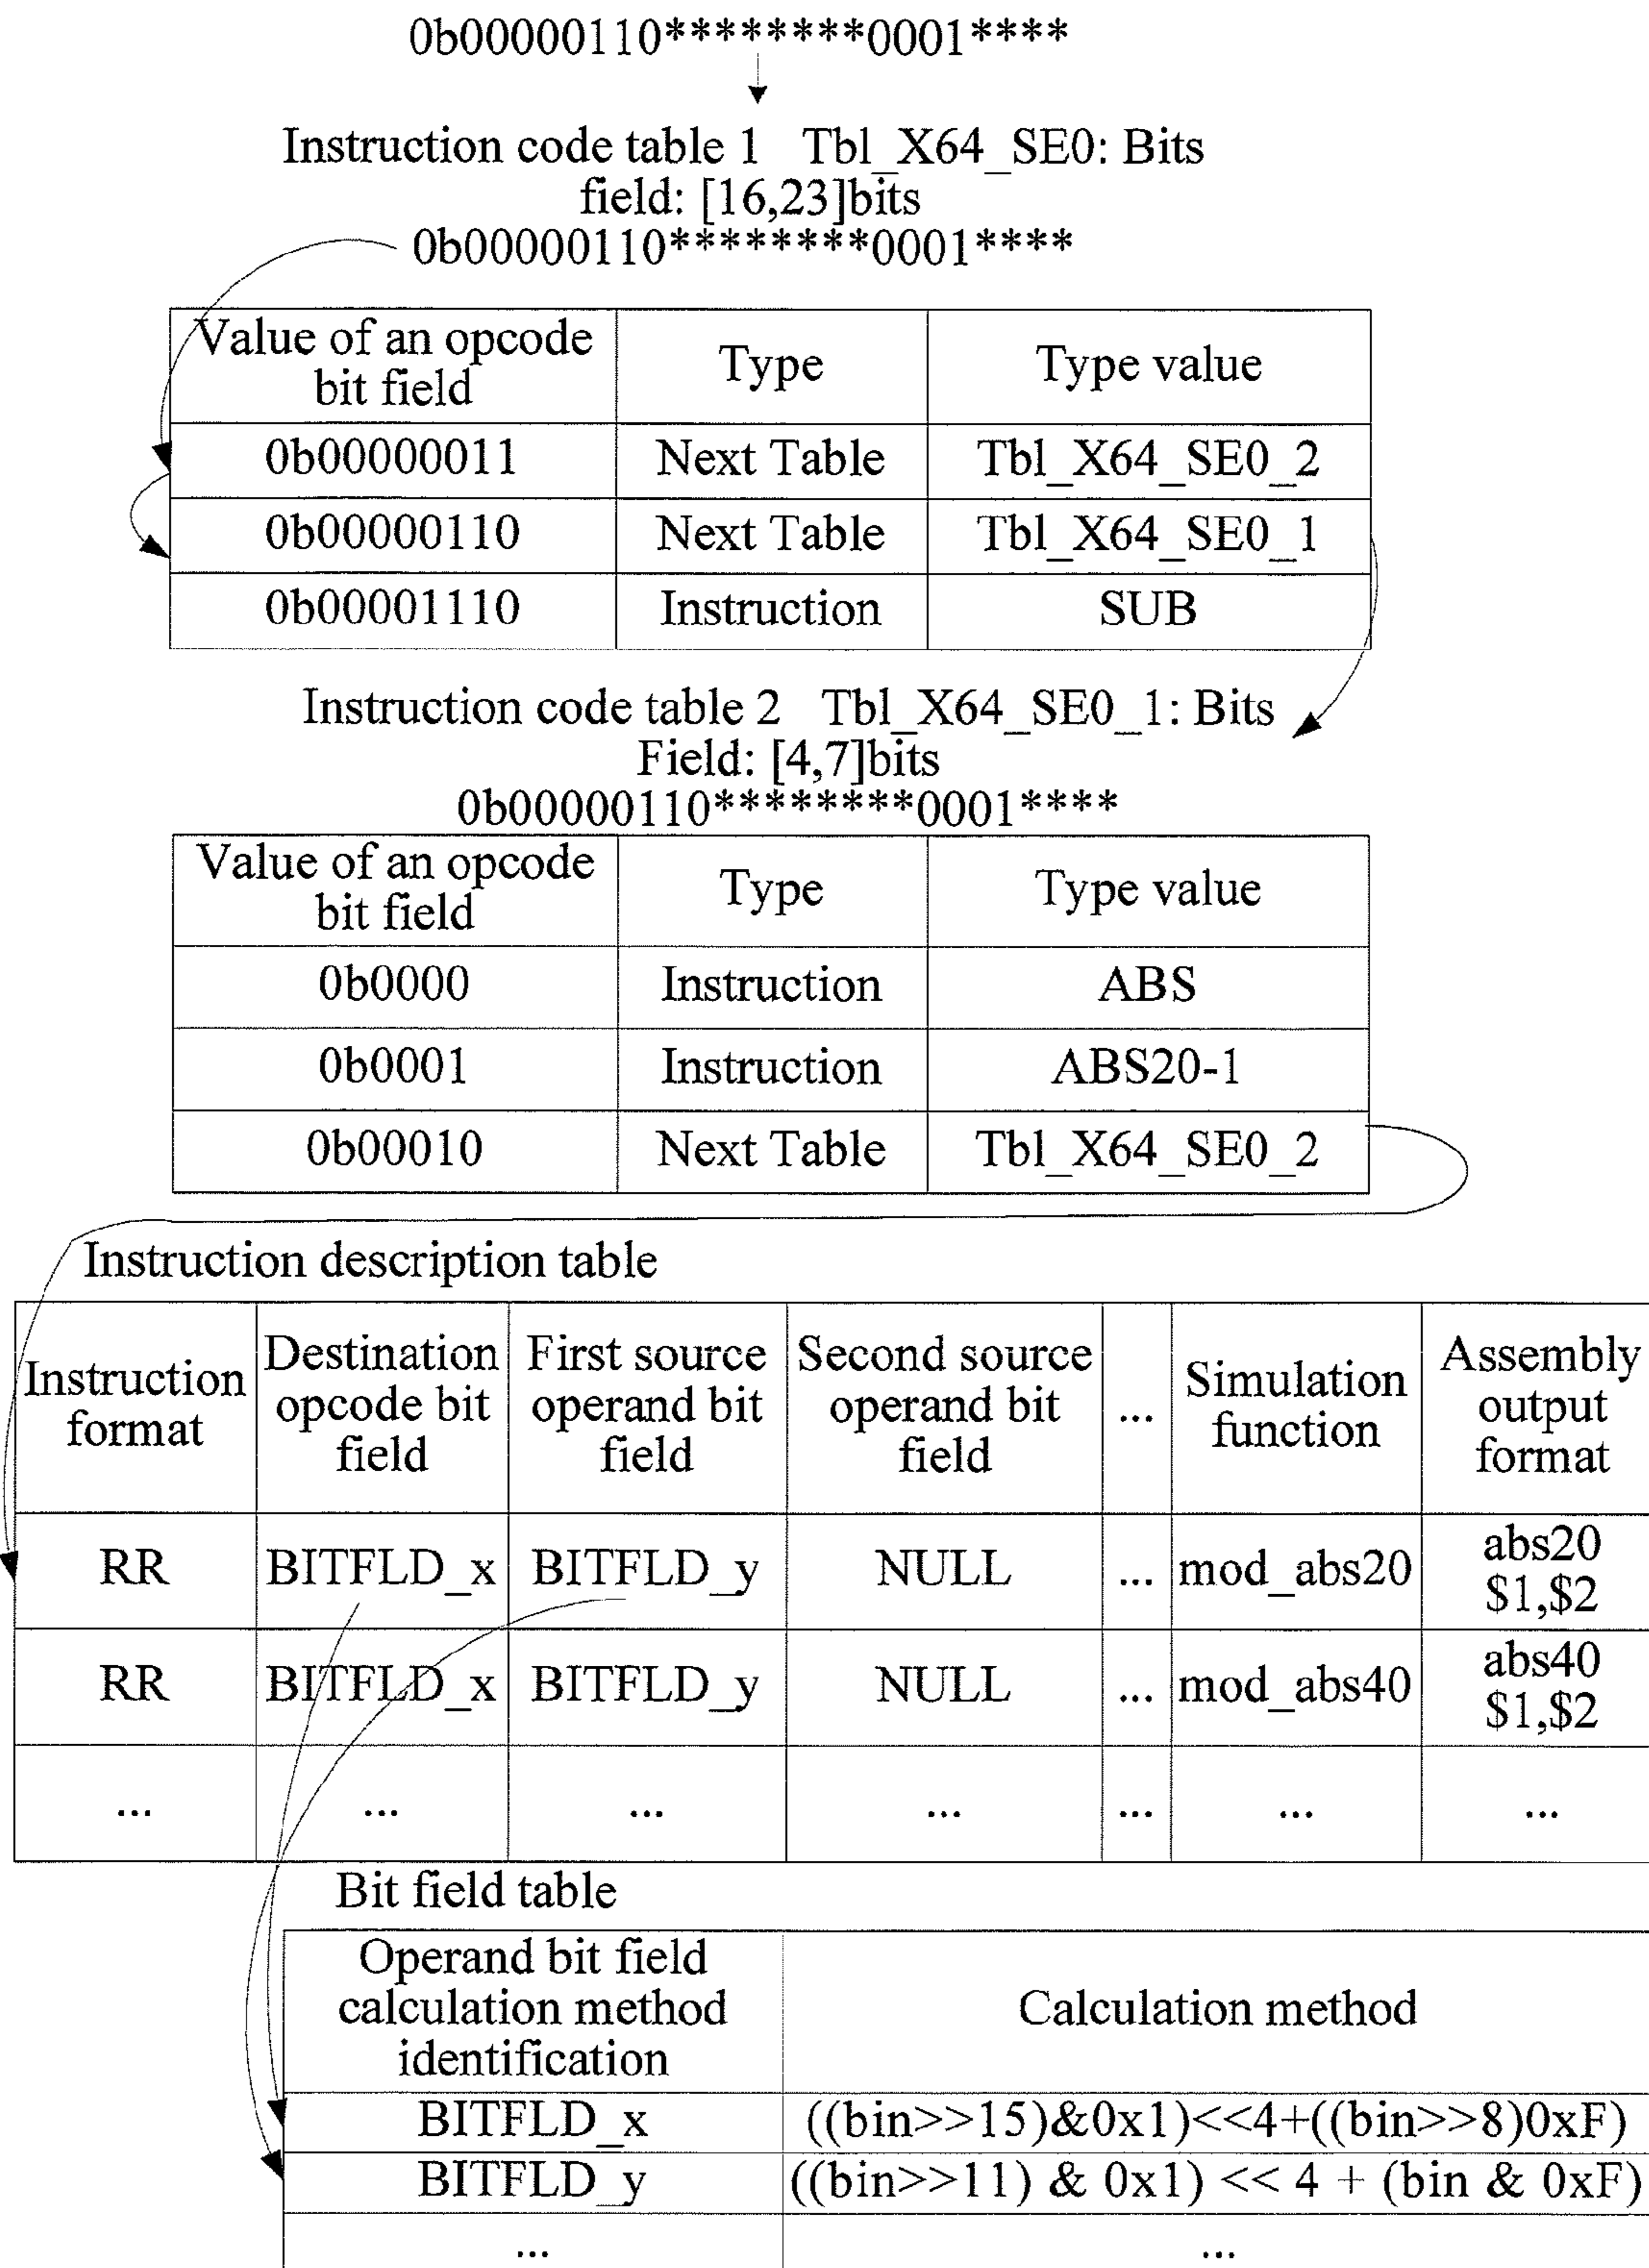 0b00000110********0001****
Instruction code table 1 Tbl_X64_SE0: Bits
field: [16,23]bits
0b00000110********0001****
Value of an opcode
bit field
Type
Type value
0b00000011
Next Table
Tbl_X64_SE0_2
0b00000110
Next Table
Tbl_X64_SE0_1
0b00001110
Instruction
SUB
Instruction code table 2 Tbl_X64_SE0_1: Bits
Field: [4,7]bits
0b00000110********0001****
Value of an opcode
bit field
Type
Type value
0b0000
Instruction
ABS
0b0001
Instruction
ABS20-1
0b00010
Next Table
Tbl_X64_SE0_2
Instruction description table
Instruction
format
Destination
opcode bit
field
First source
operand bit
field
Second source
operand bit
field
...
Simulation
function
Assembly
output
format
RR
BITFLD_x
BITFLD_y
NULL
...
mod_abs20
abs20
$1,$2
RR
BITFLD_x
BITFLD_y
NULL
...
mod_abs40
abs40
$1,$2
...
...
...
...
...
...
...
Bit field table
Operand bit field
calculation method
identification
Calculation method
BITFLD_x
((bin>>15)&0x1)<<4+((bin>>8)0xF)
BITFLD_y
((bin>>11) & 0x1) << 4 + (bin & 0xF)
...
...